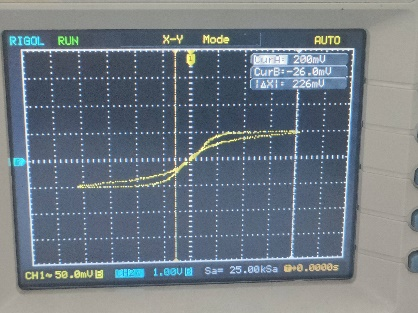 RIGOL RUN X-Y Mode AUTO
CurA= 200mV
CurB=-26.0mV
|ΔX|= 226mV
CH1~ 50.0mV 1.00V Sa= 25.00kSa +0.0000s